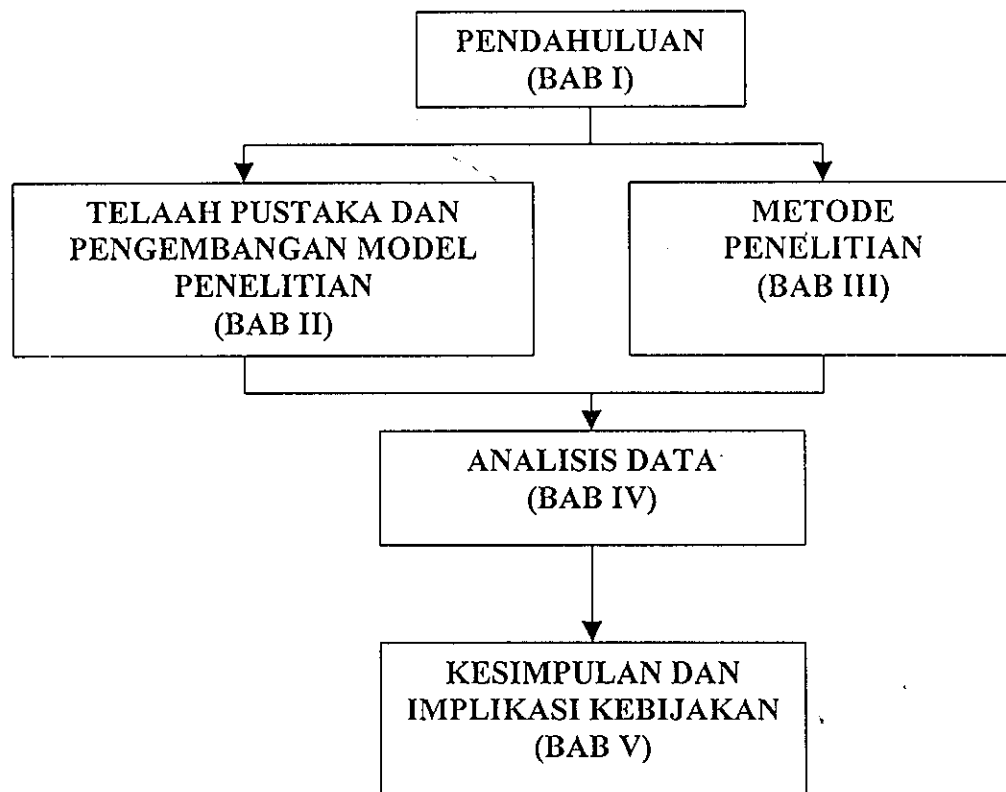 PENDAHULUAN
(BAB I)
TELAAH PUSTAKA DAN
PENGEMBANGAN MODEL
PENELITIAN
(BAB II)
METODE
PENELITIAN
(BAB III)
ANALISIS DATA
(BAB IV)
KESIMPULAN DAN
IMPLIKASI KEBIJAKAN
(BAB V)